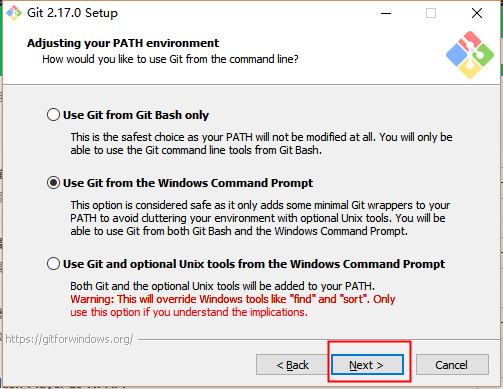 Git 2.17.0 Setup
Adjusting your PATH environment
How would you like to use Git from the command line?
Use Git from Git Bash only
This is the safest choice as your PATH will not be modified at all. You will only be
able to use the Git command line tools from Git Bash.
Use Git from the Windows Command Prompt
This option is considered safe as it only adds some minimal Git wrappers to your
PATH to avoid cluttering your environment with optional Unix tools. You will be
able to use Git from both Git Bash and the Windows Command Prompt.
Use Git and optional Unix tools from the Windows Command Prompt
Both Git and the optional Unix tools will be added to your PATH.
Warning: This will override Windows tools like "find" and "sort". Only
use this option if you understand the implications.
https://gitforwindows.org/
< Back
Next >
Cancel